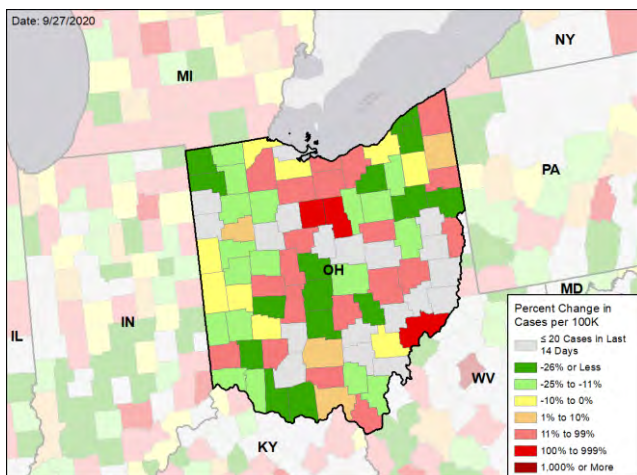 Date: 9/27/2020
NY
MI
PA
OH
MD
IL
IN
WV
KY
Percent Change in
Cases per 100K
≤ 20 Cases in Last
14 Days
-26% or Less
-25% to -11%
-10% to 0%
1% to 10%
11% to 99%
100% to 999%
1,000% or More